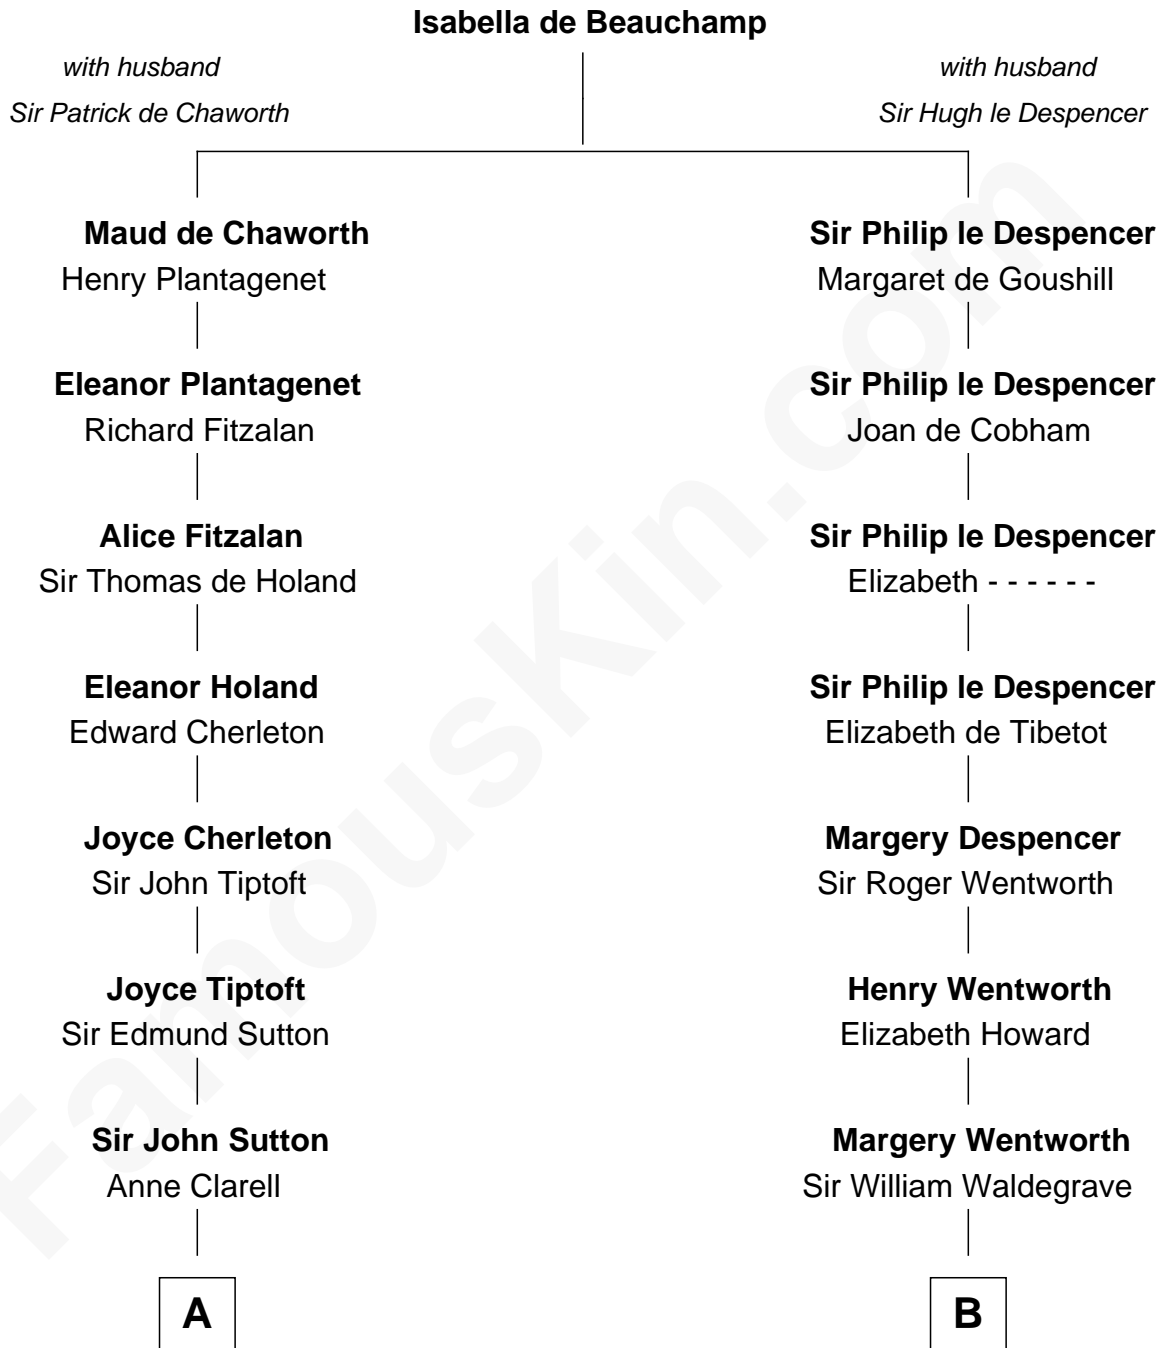 Isabella de Beauchamp
with husband
Sir Patrick de Chaworth
with husband
Sir Hugh le Despencer
Maud de Chaworth
Henry Plantagenet
Sir Philip le Despencer
Margaret de Goushill
Eleanor Plantagenet
Richard Fitzalan
Sir Philip le Despencer
Joan de Cobham
Alice Fitzalan
Sir Thomas de Holand
Sir Philip le Despencer
Elizabeth - - - - - -
Eleanor Holand
Edward Cherleton
Sir Philip le Despencer
Elizabeth de Tibetot
Joyce Cherleton
Sir John Tiptoft
Margery Despencer
Sir Roger Wentworth
Joyce Tiptoft
Sir Edmund Sutton
Henry Wentworth
Elizabeth Howard
Sir John Sutton
Anne Clarell
Margery Wentworth
Sir William Waldegrave
A
B
FamousKin.com